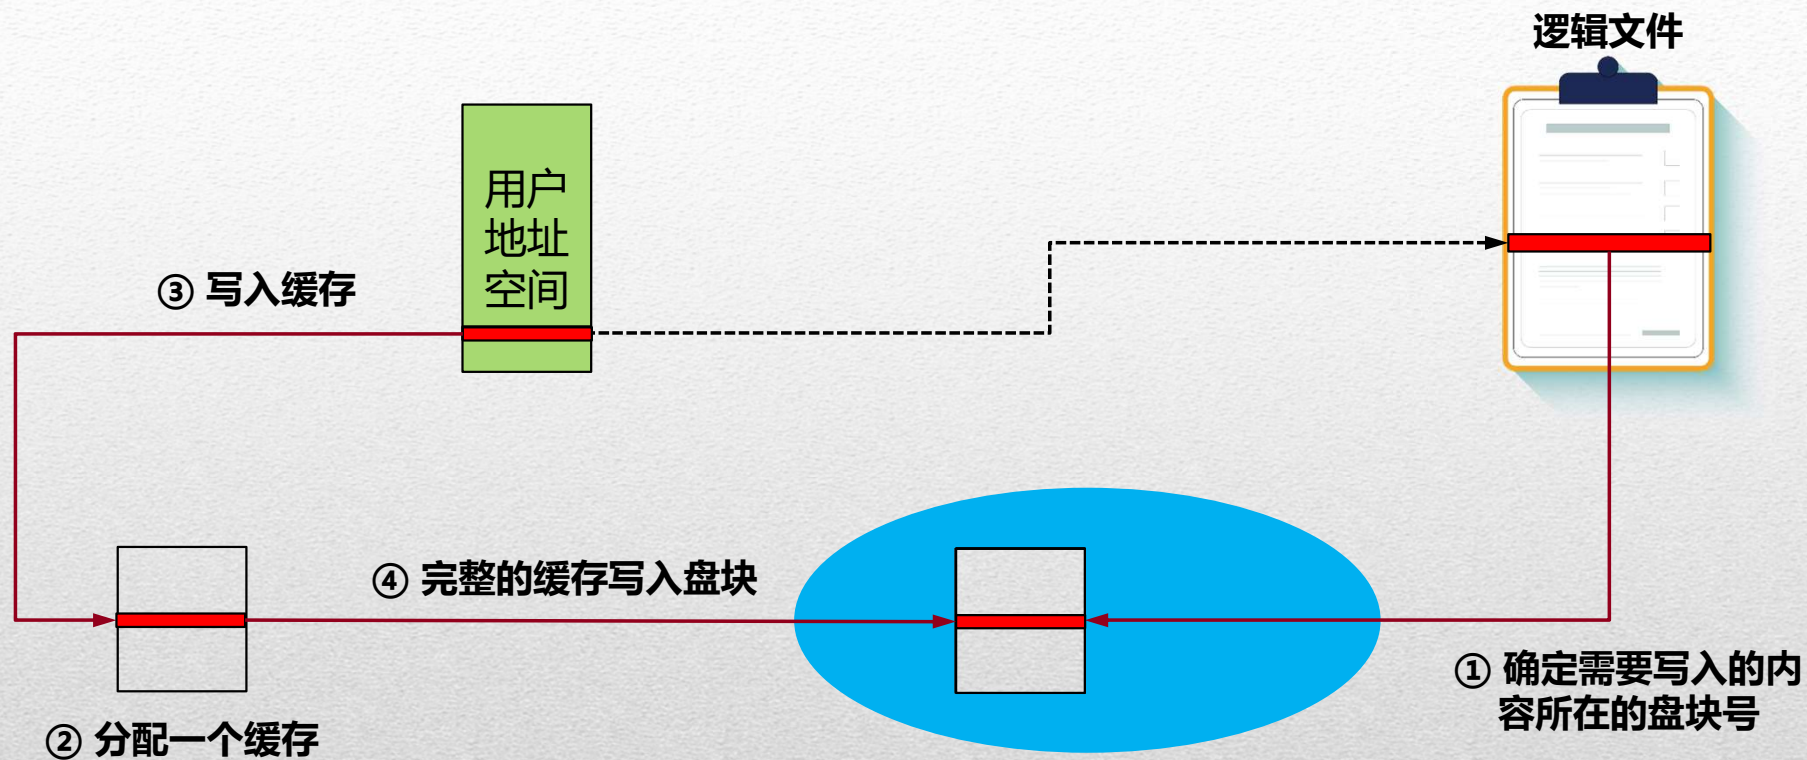 逻辑文件
用户
地址
空间
③ 写入缓存
④ 完整的缓存写入盘块
① 确定需要写入的内
容所在的盘块号
② 分配一个缓存